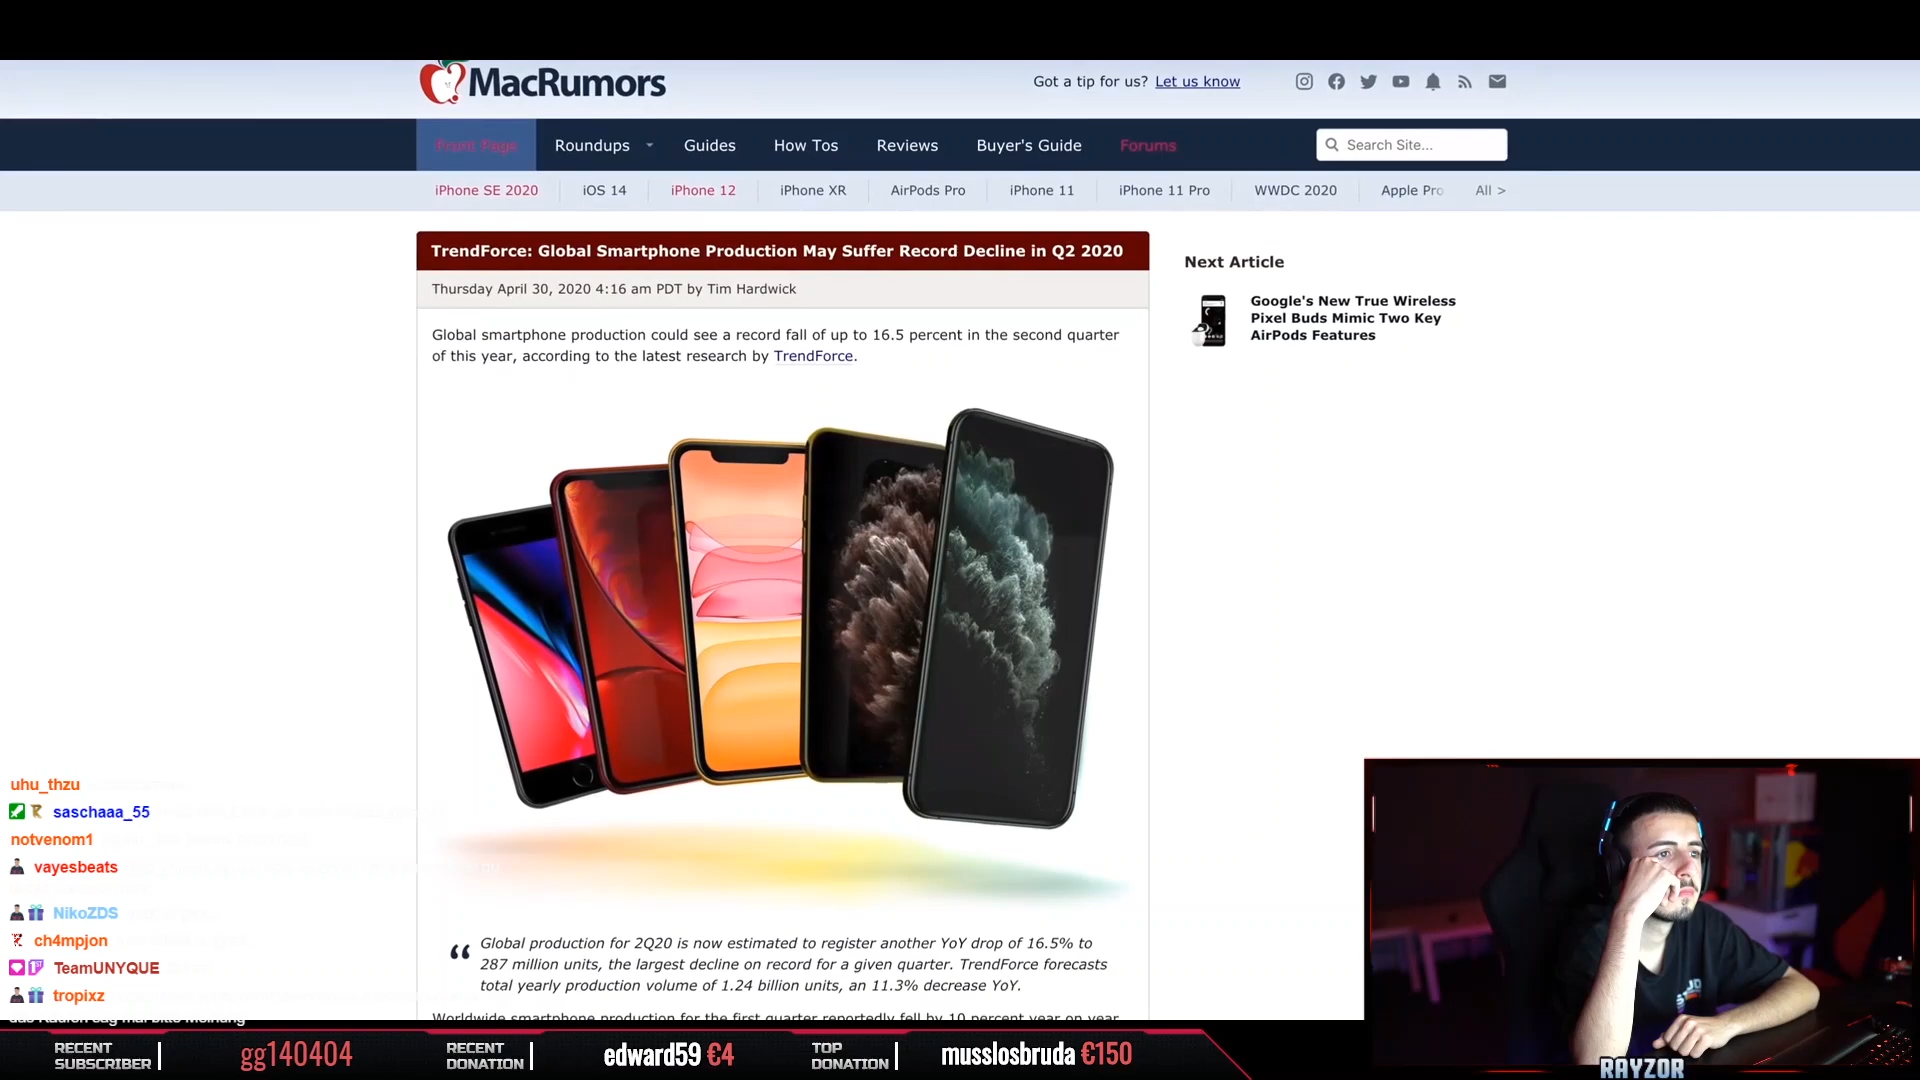 MacRumors
Got a tip for us? Let us know
Front Page
Roundups
Guides
How Tos
Reviews
Buyer's Guide
Forums
Search Site...
iPhone SE 2020
iOS 14
iPhone 12
iPhone XR
AirPods Pro
iPhone 11
iPhone 11 Pro
WWDC 2020
Apple Pro
All >
TrendForce: Global Smartphone Production May Suffer Record Decline in Q2 2020
Thursday April 30, 2020 4:16 am PDT by Tim Hardwick
Global smartphone production could see a record fall of up to 16.5 percent in the second quarter
of this year, according to the latest research by TrendForce.
Next Article
Google's New True Wireless
Pixel Buds Mimic Two Key
AirPods Features
“ Global production for 2Q20 is now estimated to register another YoY drop of 16.5% to
287 million units, the largest decline on record for a given quarter. TrendForce forecasts
total yearly production volume of 1.24 billion units, an 11.3% decrease YoY.
Worldwide smartphone production for the first quarter reportedly fell by 10 percent year on year
uhu_thzu
saschaaa_55
notvenom1
vayesbeats
NikoZDS
ch4mpjon
TeamUNYQUE
tropixz
das Kaufen sag mal bitte Meinung
RECENT
SUBSCRIBER
gg140404
RECENT
DONATION
edward59 €4
TOP
DONATION
musslosbruda €150
RAYZOR